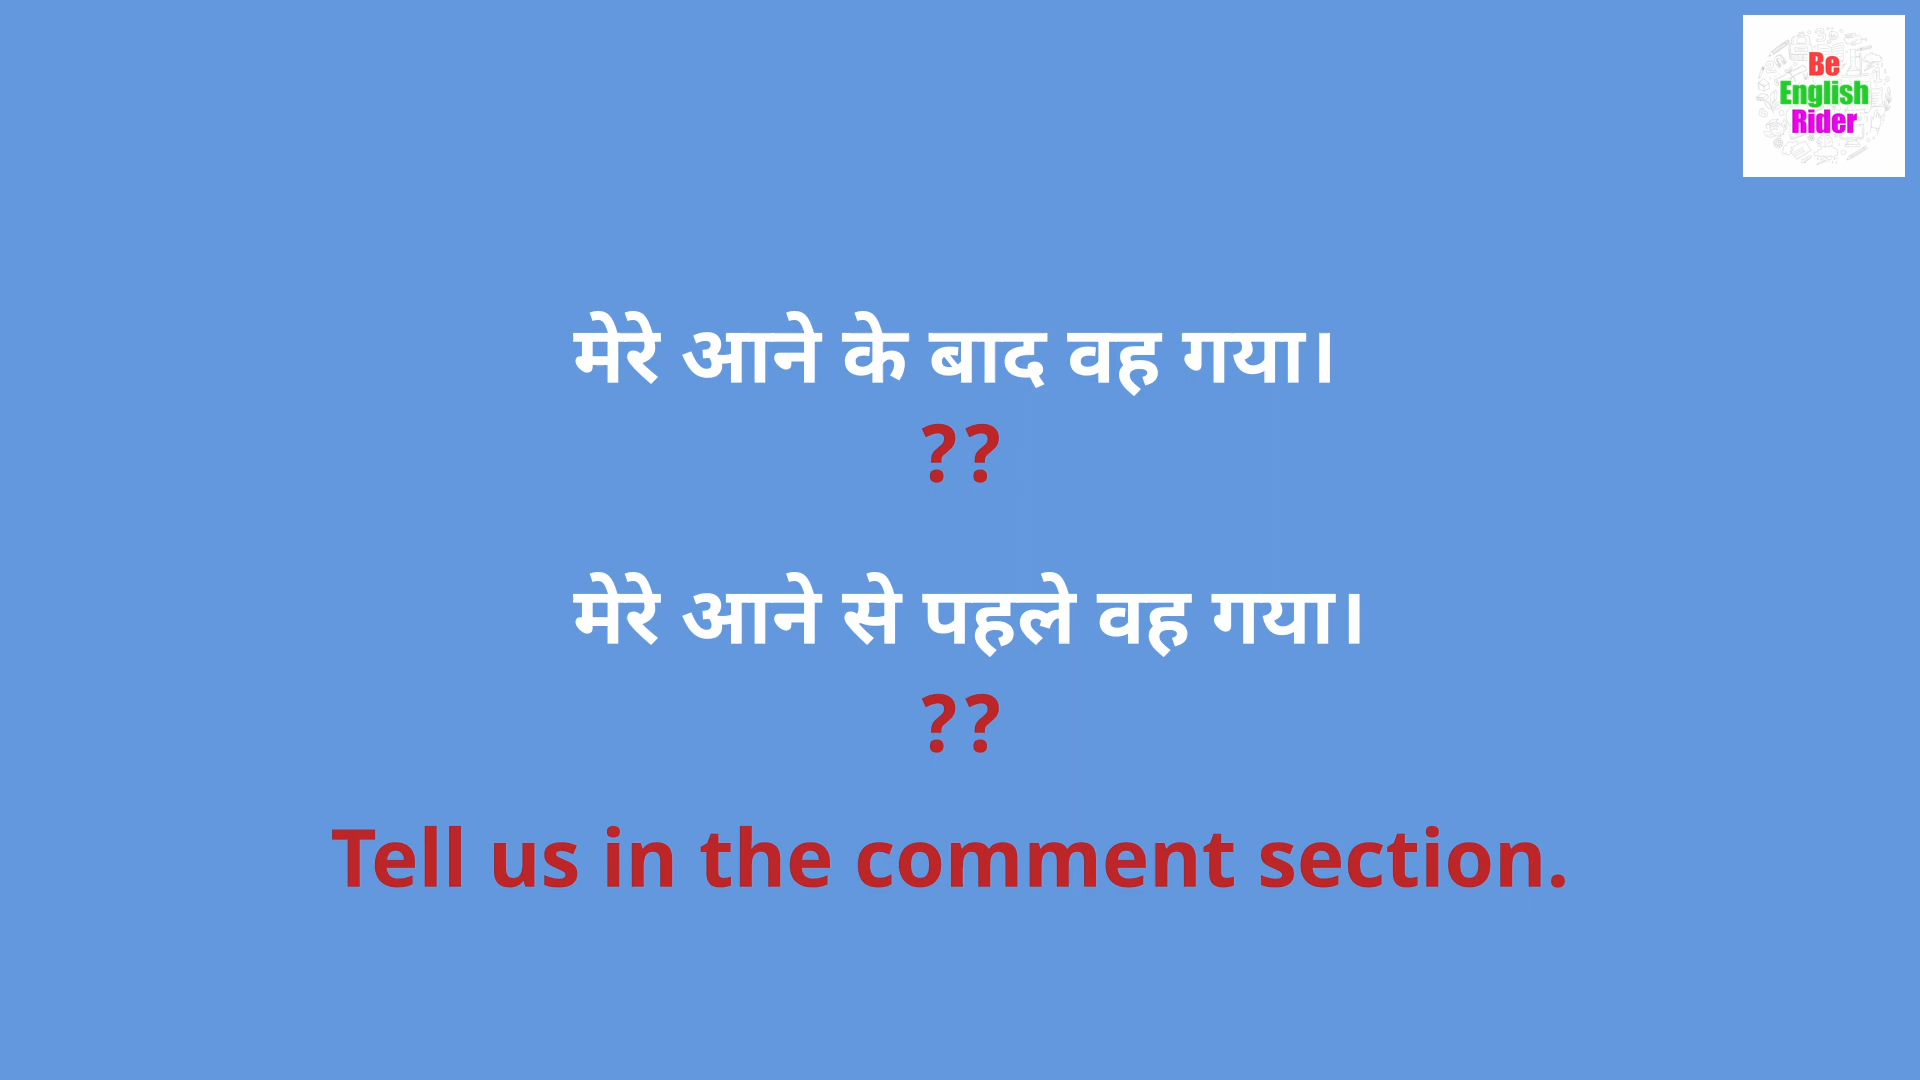 Be
English
Rider
मेरे आने के बाद वह गया।
??
मेरे आने से पहले वह गया।
??
Tell us in the comment section.